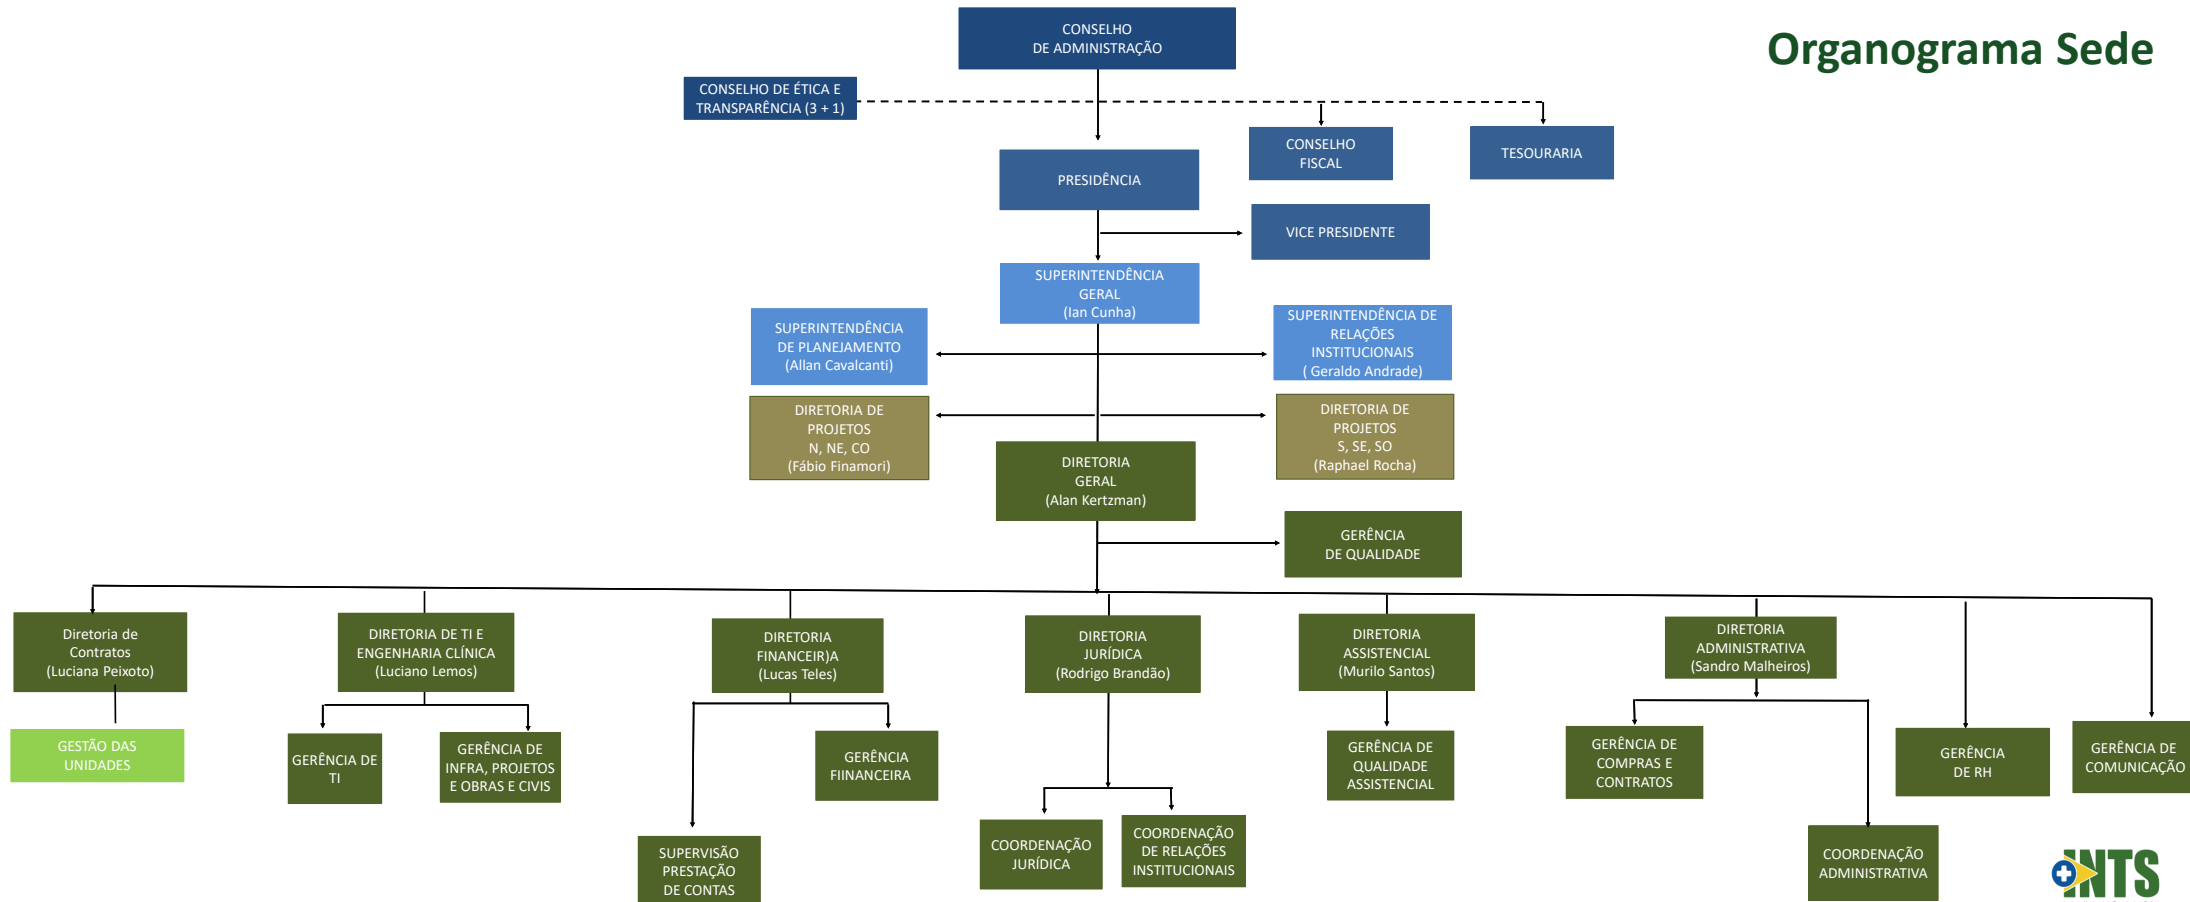 Organograma Sede
CONSELHO
DE ADMINISTRAÇÃO
CONSELHO DE ÉTICA E
TRANSPARÊNCIA (3 + 1)
CONSELHO
FISCAL
TESOURARIA
PRESIDÊNCIA
VICE PRESIDENTE
SUPERINTENDÊNCIA
GERAL
(Ian Cunha)
SUPERINTENDÊNCIA
DE PLANEJAMENTO
(Allan Cavalcanti)
SUPERINTENDÊNCIA DE
RELAÇÕES
INSTITUCIONAIS
( Geraldo Andrade)
DIRETORIA DE
PROJETOS
N, NE, CO
(Fábio Finamori)
DIRETORIA DE
PROJETOS
S, SE, SO
(Raphael Rocha)
DIRETORIA
GERAL
(Alan Kertzman)
GERÊNCIA
DE QUALIDADE
Diretoria de
Contratos
(Luciana Peixoto)
DIRETORIA DE TI E
ENGENHARIA CLÍNICA
(Luciano Lemos)
DIRETORIA
FINANCEIR)A
(Lucas Teles)
DIRETORIA
JURÍDICA
(Rodrigo Brandão)
DIRETORIA
ASSISTENCIAL
(Murilo Santos)
DIRETORIA
ADMINISTRATIVA
(Sandro Malheiros)
GESTÃO DAS
UNIDADES
GERÊNCIA DE
TI
GERÊNCIA DE
INFRA, PROJETOS
E OBRAS E CIVIS
GERÊNCIA
FIINANCEIRA
GERÊNCIA DE
QUALIDADE
ASSISTENCIAL
GERÊNCIA DE
COMPRAS E
CONTRATOS
GERÊNCIA
DE RH
GERÊNCIA DE
COMUNICAÇÃO
SUPERVISÃO
PRESTAÇÃO
DE CONTAS
COORDENAÇÃO
JURÍDICA
COORDENAÇÃO
DE RELAÇÕES
INSTITUCIONAIS
COORDENAÇÃO
ADMINISTRATIVA
INTS